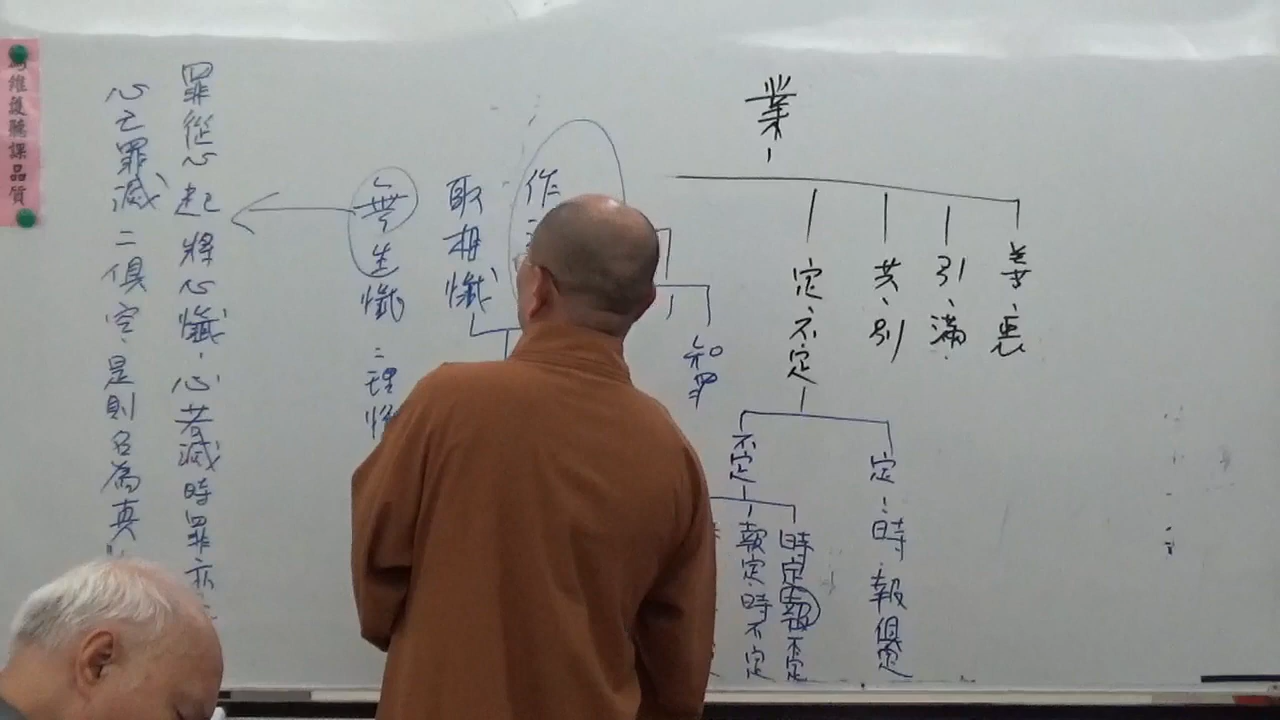 業
善、惡
引、滿
共、別
定、不定
定
時報俱定
不定
時定報不定
報定時不定
知罪
作
取相懺
無生懺
理
罪從心起將心懺心若滅時罪亦
心亡罪滅二俱空是則名為真
維護聽課品質